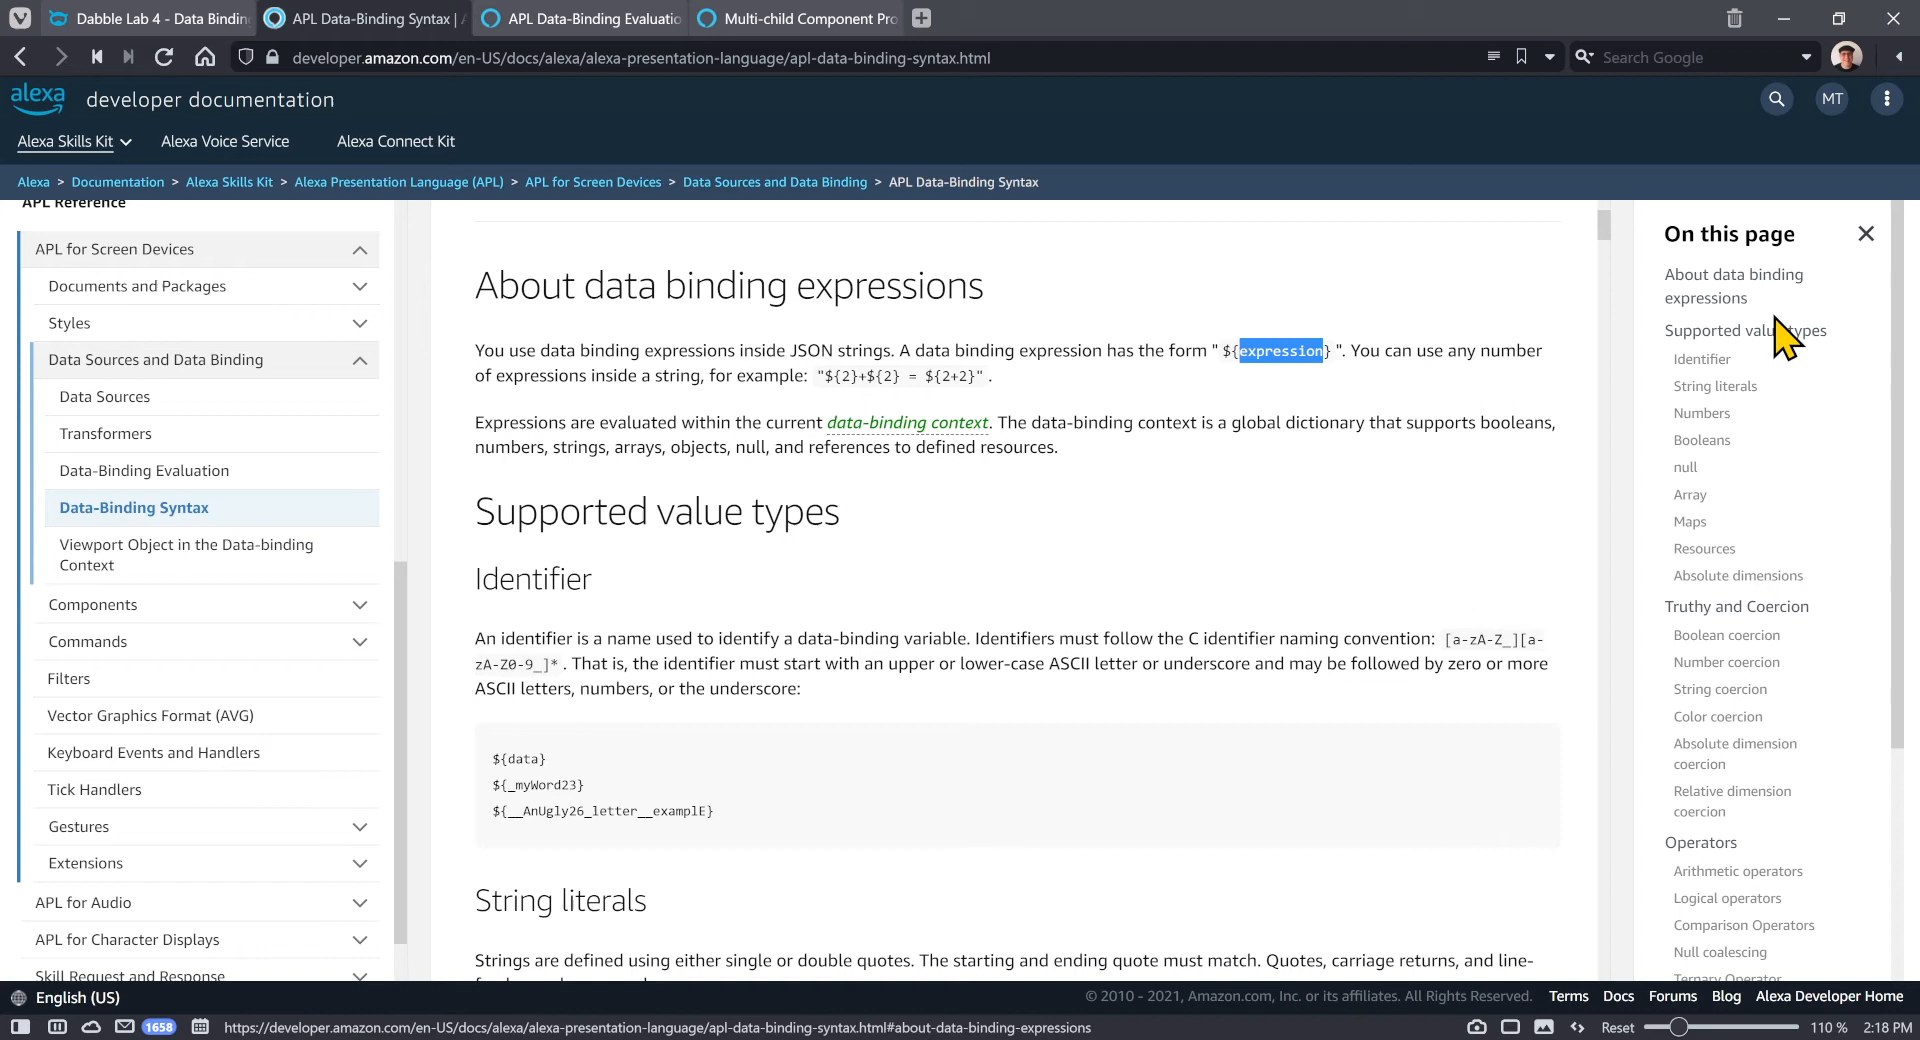 Dabble Lab 4 - Data Bindin
APL Data-Binding Syntax | A
APL Data-Binding Evaluatio
Multi-child Component Pro
developer.amazon.com/en-US/docs/alexa/alexa-presentation-language/apl-data-binding-syntax.html
Search Google
alexa
developer documentation
MT
Alexa Skills Kit
Alexa Voice Service
Alexa Connect Kit
Alexa > Documentation > Alexa Skills Kit > Alexa Presentation Language (APL) > APL for Screen Devices > Data Sources and Data Binding > APL Data-Binding Syntax
APL Reference
APL for Screen Devices
Documents and Packages
Styles
Data Sources and Data Binding
Data Sources
Transformers
Data-Binding Evaluation
Data-Binding Syntax
Viewport Object in the Data-binding
Context
Components
Commands
Filters
Vector Graphics Format (AVG)
Keyboard Events and Handlers
Tick Handlers
Gestures
Extensions
APL for Audio
APL for Character Displays
Skill Request and Response
About data binding expressions
You use data binding expressions inside JSON strings. A data binding expression has the form " ${expression} ". You can use any number
of expressions inside a string, for example: "${2}+${2} = ${2+2}" .
Expressions are evaluated within the current data-binding context. The data-binding context is a global dictionary that supports booleans,
numbers, strings, arrays, objects, null, and references to defined resources.
Supported value types
Identifier
An identifier is a name used to identify a data-binding variable. Identifiers must follow the C identifier naming convention: [a-zA-Z_][a-
zA-Z0-9_]* . That is, the identifier must start with an upper or lower-case ASCII letter or underscore and may be followed by zero or more
ASCII letters, numbers, or the underscore:
${data}
${_myWord23}
${__AnUgly26_letter__examplE}
String literals
Strings are defined using either single or double quotes. The starting and ending quote must match. Quotes, carriage returns, and line-
On this page
About data binding
expressions
Supported value types
Identifier
String literals
Numbers
Booleans
null
Array
Maps
Resources
Absolute dimensions
Truthy and Coercion
Boolean coercion
Number coercion
String coercion
Color coercion
Absolute dimension
coercion
Relative dimension
coercion
Operators
Arithmetic operators
Logical operators
Comparison Operators
Null coalescing
Ternary Operator
English (US)
© 2010 - 2021, Amazon.com, Inc. or its affiliates. All Rights Reserved. Terms Docs Forums Blog Alexa Developer Home
1658
https://developer.amazon.com/en-US/docs/alexa/alexa-presentation-language/apl-data-binding-syntax.html#about-data-binding-expressions
Reset
110 %
2:18 PM